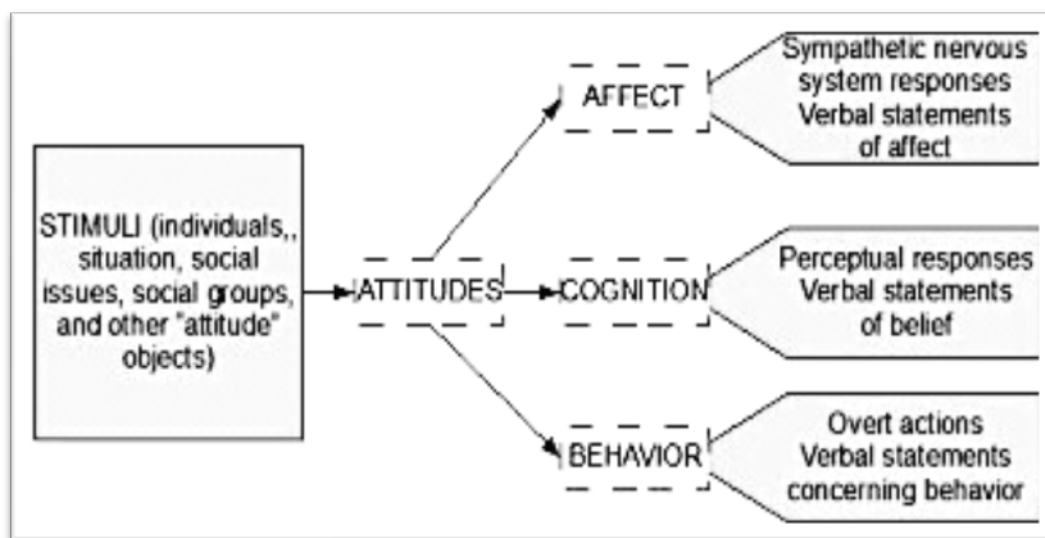 STIMULI (individuals,,
situation, social
issues, social groups,
and other "attitude"
objects)
ATTITUDES
AFFECT
Sympathetic nervous
system responses
Verbal statements
of affect
COGNITION
Perceptual responses
Verbal statements
of belief
BEHAVIOR
Overt actions
Verbal statements
concerning behavior